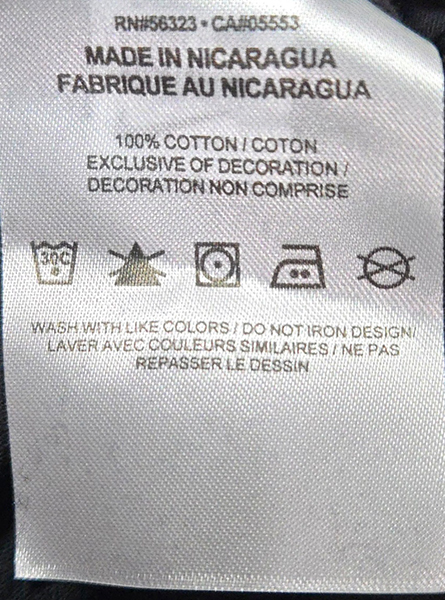 RN#56323 • CA#05553
MADE IN NICARAGUA
FABRIQUE AU NICARAGUA
100% COTTON / COTON
EXCLUSIVE OF DECORATION /
DECORATION NON COMPRISE
30C
WASH WITH LIKE COLORS / DO NOT IRON DESIGN/
LAVER AVEC COULEURS SIMILAIRES / NE PAS
REPASSER LE DESSIN